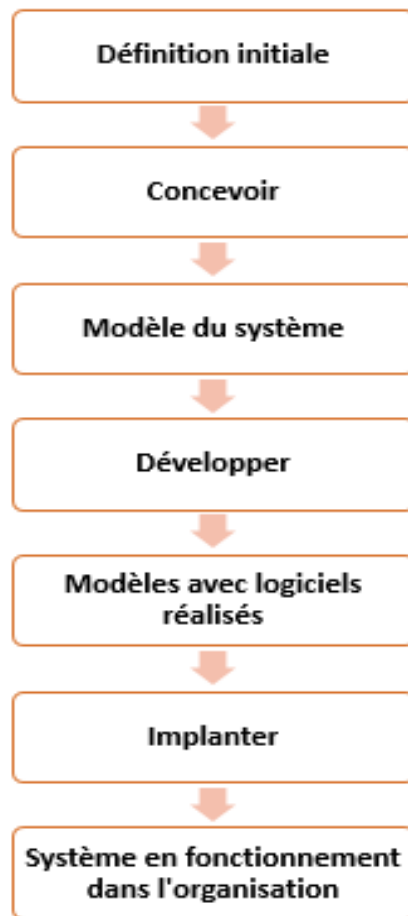 Définition initiale
Concevoir
Modèle du système
Développer
Modèles avec logiciels
réalisés
Implanter
Système en fonctionnement
dans l'organisation